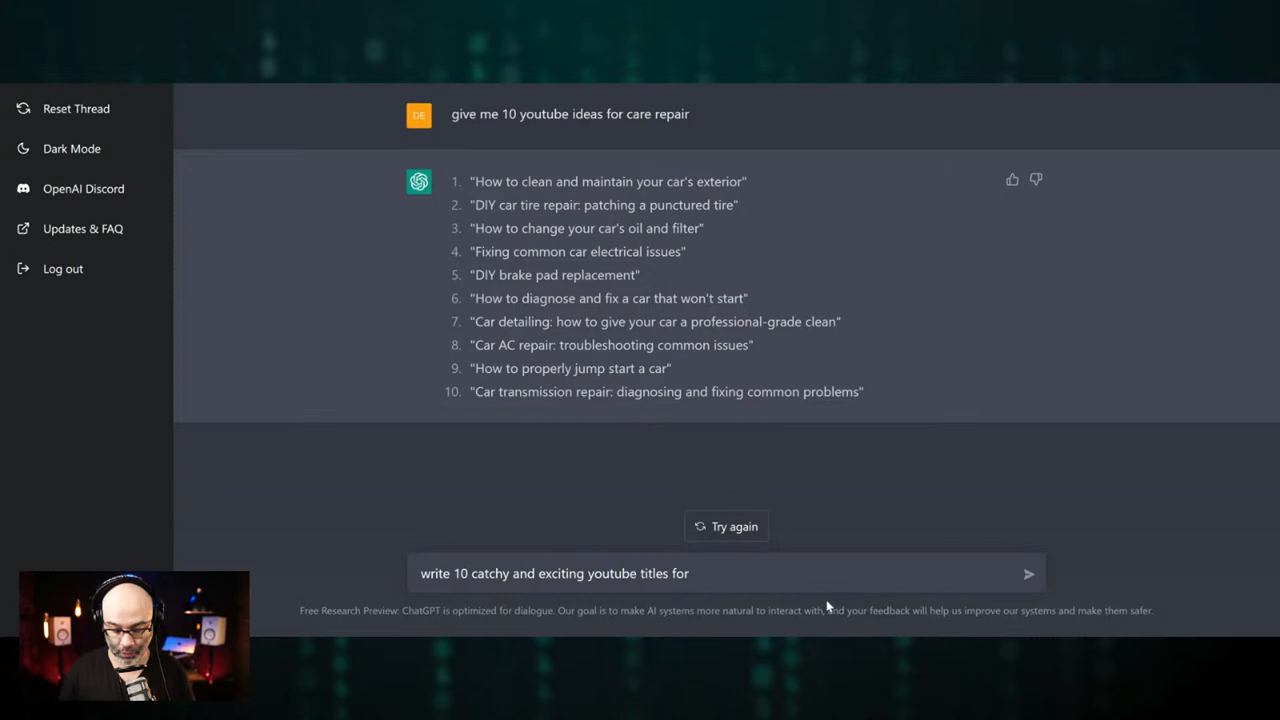 Reset Thread
Dark Mode
OpenAI Discord
Updates & FAQ
Log out
DE
give me 10 youtube ideas for care repair
1. "How to clean and maintain your car's exterior"
2. "DIY car tire repair: patching a punctured tire"
3. "How to change your car's oil and filter"
4. "Fixing common car electrical issues"
5. "DIY brake pad replacement"
6. "How to diagnose and fix a car that won't start"
7. "Car detailing: how to give your car a professional-grade clean"
8. "Car AC repair: troubleshooting common issues"
9. "How to properly jump start a car"
10. "Car transmission repair: diagnosing and fixing common problems"
Try again
write 10 catchy and exciting youtube titles for
Free Research Preview: ChatGPT is optimized for dialogue. Our goal is to make AI systems more natural to interact with, and your feedback will help us improve our systems and make them safer.